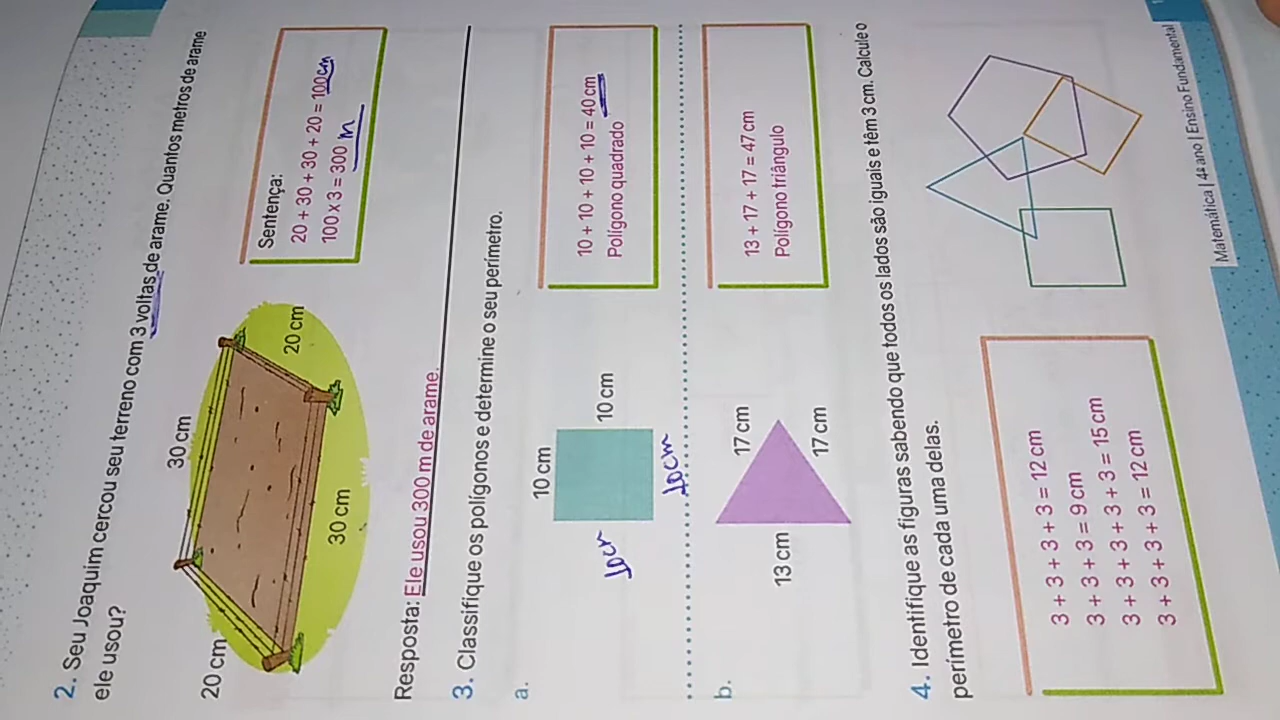 2. Seu Joaquim cercou seu terreno com 3 voltas de arame. Quantos metros de arame
ele usou?
30 cm
20 cm
20 cm
30 cm
Sentença:
20 + 30 + 30 + 20 = 100 cm
100 x 3 = 300 m
Resposta: Ele usou 300 m de arame.
3. Classifique os polígonos e determine o seu perímetro.
a.
10 cm
10 cm
10cm
10 + 10 + 10 + 10 = 40 cm
Polígono quadrado
b.
17 cm
13 cm
17 cm
13 + 17 + 17 = 47 cm
Polígono triângulo
4. Identifique as figuras sabendo que todos os lados são iguais e têm 3 cm. Calcule o
perímetro de cada uma delas.
3 + 3 + 3 + 3 = 12 cm
3 + 3 + 3 = 9 cm
3 + 3 + 3 + 3 + 3 = 15 cm
3 + 3 + 3 + 3 = 12 cm
Matemática | 4º ano | Ensino Fundamental